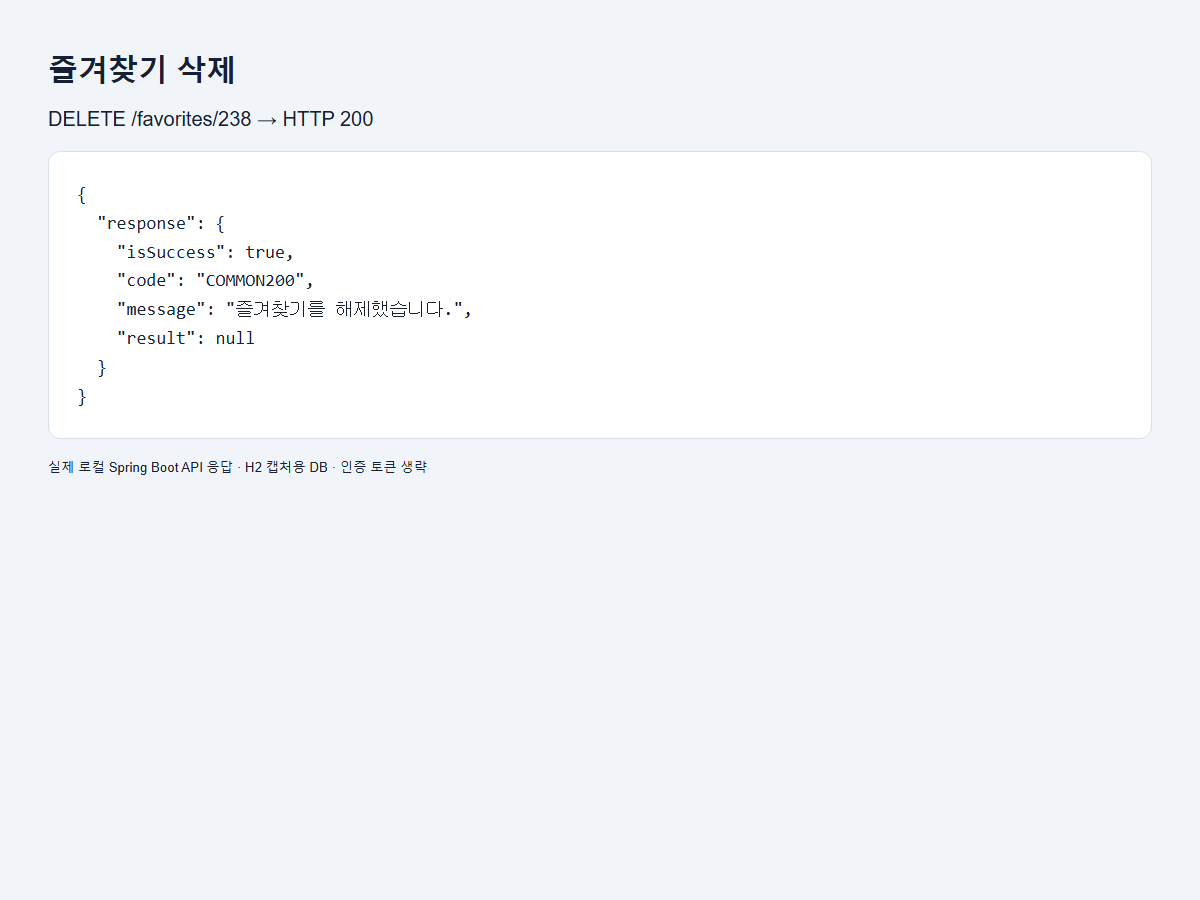 즐겨찾기 삭제
DELETE /favorites/238 → HTTP 200
{
  "response": {
    "isSuccess": true,
    "code": "COMMON200",
    "message": "즐겨찾기를 해제했습니다.",
    "result": null
  }
}
실제 로컬 Spring Boot API 응답 · H2 캡처용 DB · 인증 토큰 생략